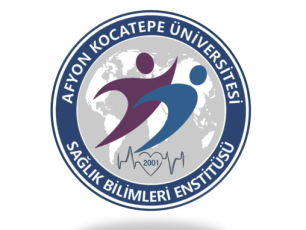 AFYON KOCATEPE ÜNİVERSİTESİ
2001
SAĞLIK BİLİMLERİ ENSTİTÜSÜ